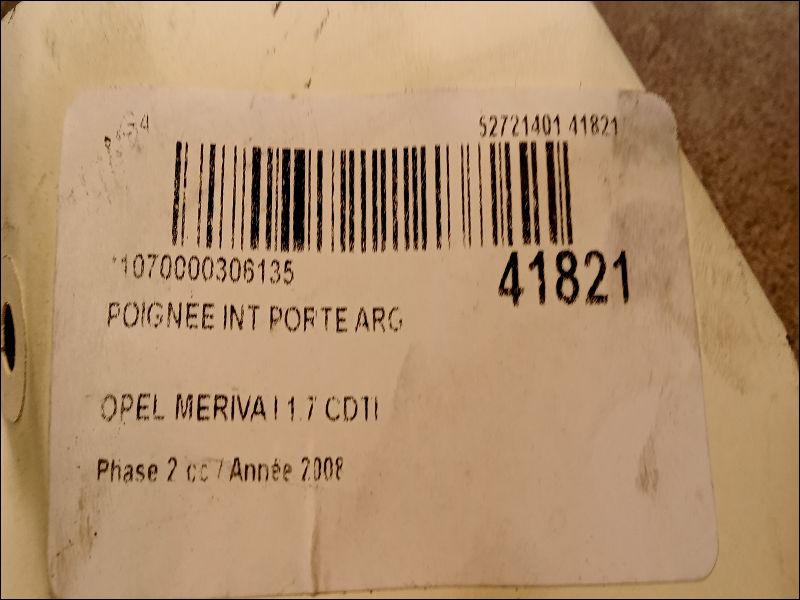 52721401 41821
*1070000306135
41821
POIGNEE INT PORTE ARG
OPEL MERIVA I 1.7 CDTI
Phase 2 cc / Année 2008